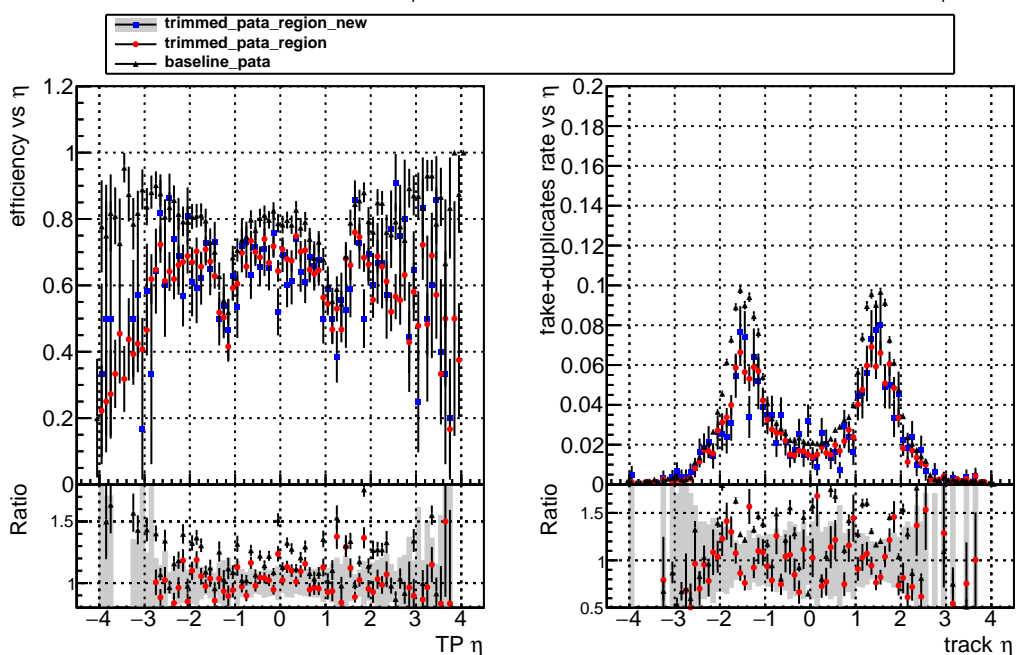 trimmed_pata_region_new
trimmed_pata_region
baseline_pata
efficiency vs η
1.2
1
0.8
0.6
0.4
0.2
0
Ratio
1.5
1
−4 −3 −2 −1 0 1 2 3 4
TP η
fake+duplicates rate vs η
0.2
0.18
0.16
0.14
0.12
0.1
0.08
0.06
0.04
0.02
0
Ratio
1.5
1
0.5
−4 −3 −2 −1 0 1 2 3 4
track η